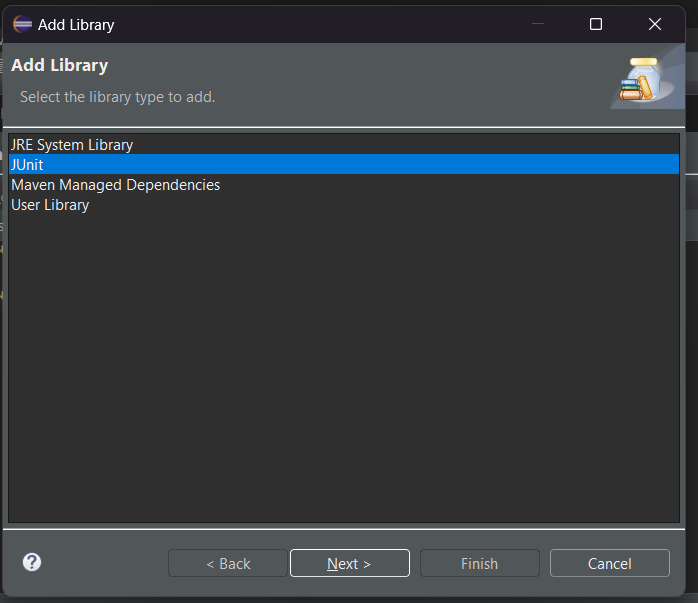 Add Library
Add Library
Select the library type to add.
JRE System Library
JUnit
Maven Managed Dependencies
User Library
?
< Back
Next >
Finish
Cancel